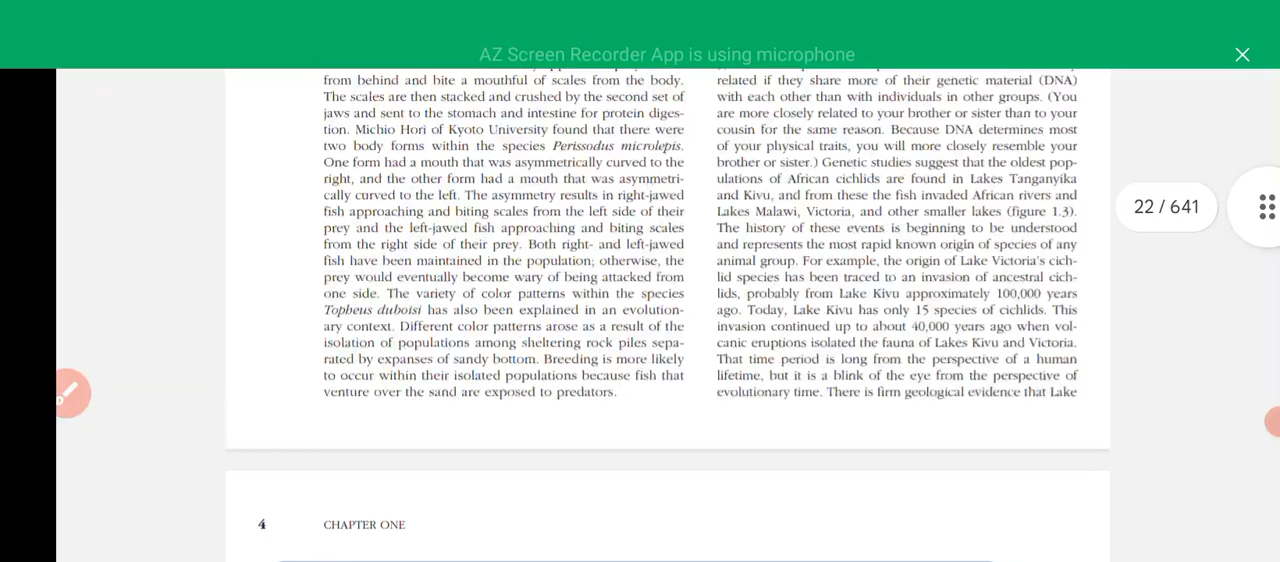 AZ Screen Recorder App is using microphone
from behind and bite a mouthful of scales from the body.
The scales are then stacked and crushed by the second set of
jaws and sent to the stomach and intestine for protein diges-
tion. Michio Hori of Kyoto University found that there were
two body forms within the species Perissodus microlepis.
One form had a mouth that was asymmetrically curved to the
right, and the other form had a mouth that was asymmetri-
cally curved to the left. The asymmetry results in right-jawed
fish approaching and biting scales from the left side of their
prey and the left-jawed fish approaching and biting scales
from the right side of their prey. Both right- and left-jawed
fish have been maintained in the population; otherwise, the
prey would eventually become wary of being attacked from
one side. The variety of color patterns within the species
Topheus duboisi has also been explained in an evolution-
ary context. Different color patterns arose as a result of the
isolation of populations among sheltering rock piles sepa-
rated by expanses of sandy bottom. Breeding is more likely
to occur within their isolated populations because fish that
venture over the sand are exposed to predators.
related if they share more of their genetic material (DNA)
with each other than with individuals in other groups. (You
are more closely related to your brother or sister than to your
cousin for the same reason. Because DNA determines most
of your physical traits, you will more closely resemble your
brother or sister.) Genetic studies suggest that the oldest pop-
ulations of African cichlids are found in Lakes Tanganyika
and Kivu, and from these the fish invaded African rivers and
Lakes Malawi, Victoria, and other smaller lakes (figure 1.3).
The history of these events is beginning to be understood
and represents the most rapid known origin of species of any
animal group. For example, the origin of Lake Victoria's cich-
lid species has been traced to an invasion of ancestral cich-
lids, probably from Lake Kivu approximately 100,000 years
ago. Today, Lake Kivu has only 15 species of cichlids. This
invasion continued up to about 40,000 years ago when vol-
canic eruptions isolated the fauna of Lakes Kivu and Victoria.
That time period is long from the perspective of a human
lifetime, but it is a blink of the eye from the perspective of
evolutionary time. There is firm geological evidence that Lake
22 / 641
4 CHAPTER ONE